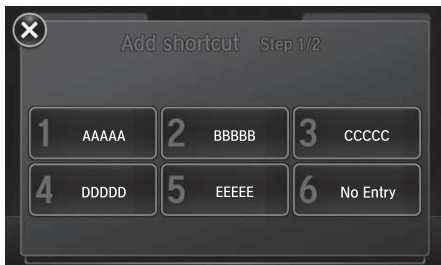 Add shortcut Step 1/2
1 AAAAA 2 BBBBB 3 CCCCC
4 DDDDD 5 EEEEE 6 No Entry